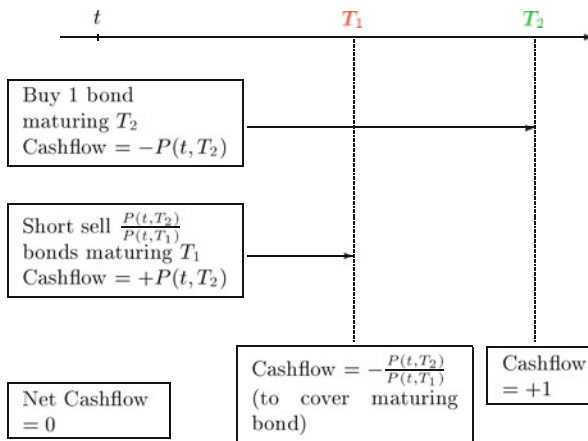 t T₁ T₂
Buy 1 bond
maturing T₂
Cashflow = −P(t, T₂)
Short sell P(t,T₂)/P(t,T₁)
bonds maturing T₁
Cashflow = +P(t, T₂)
Net Cashflow
= 0
Cashflow = −P(t,T₂)/P(t,T₁)
(to cover maturing
bond)
Cashflow
= +1